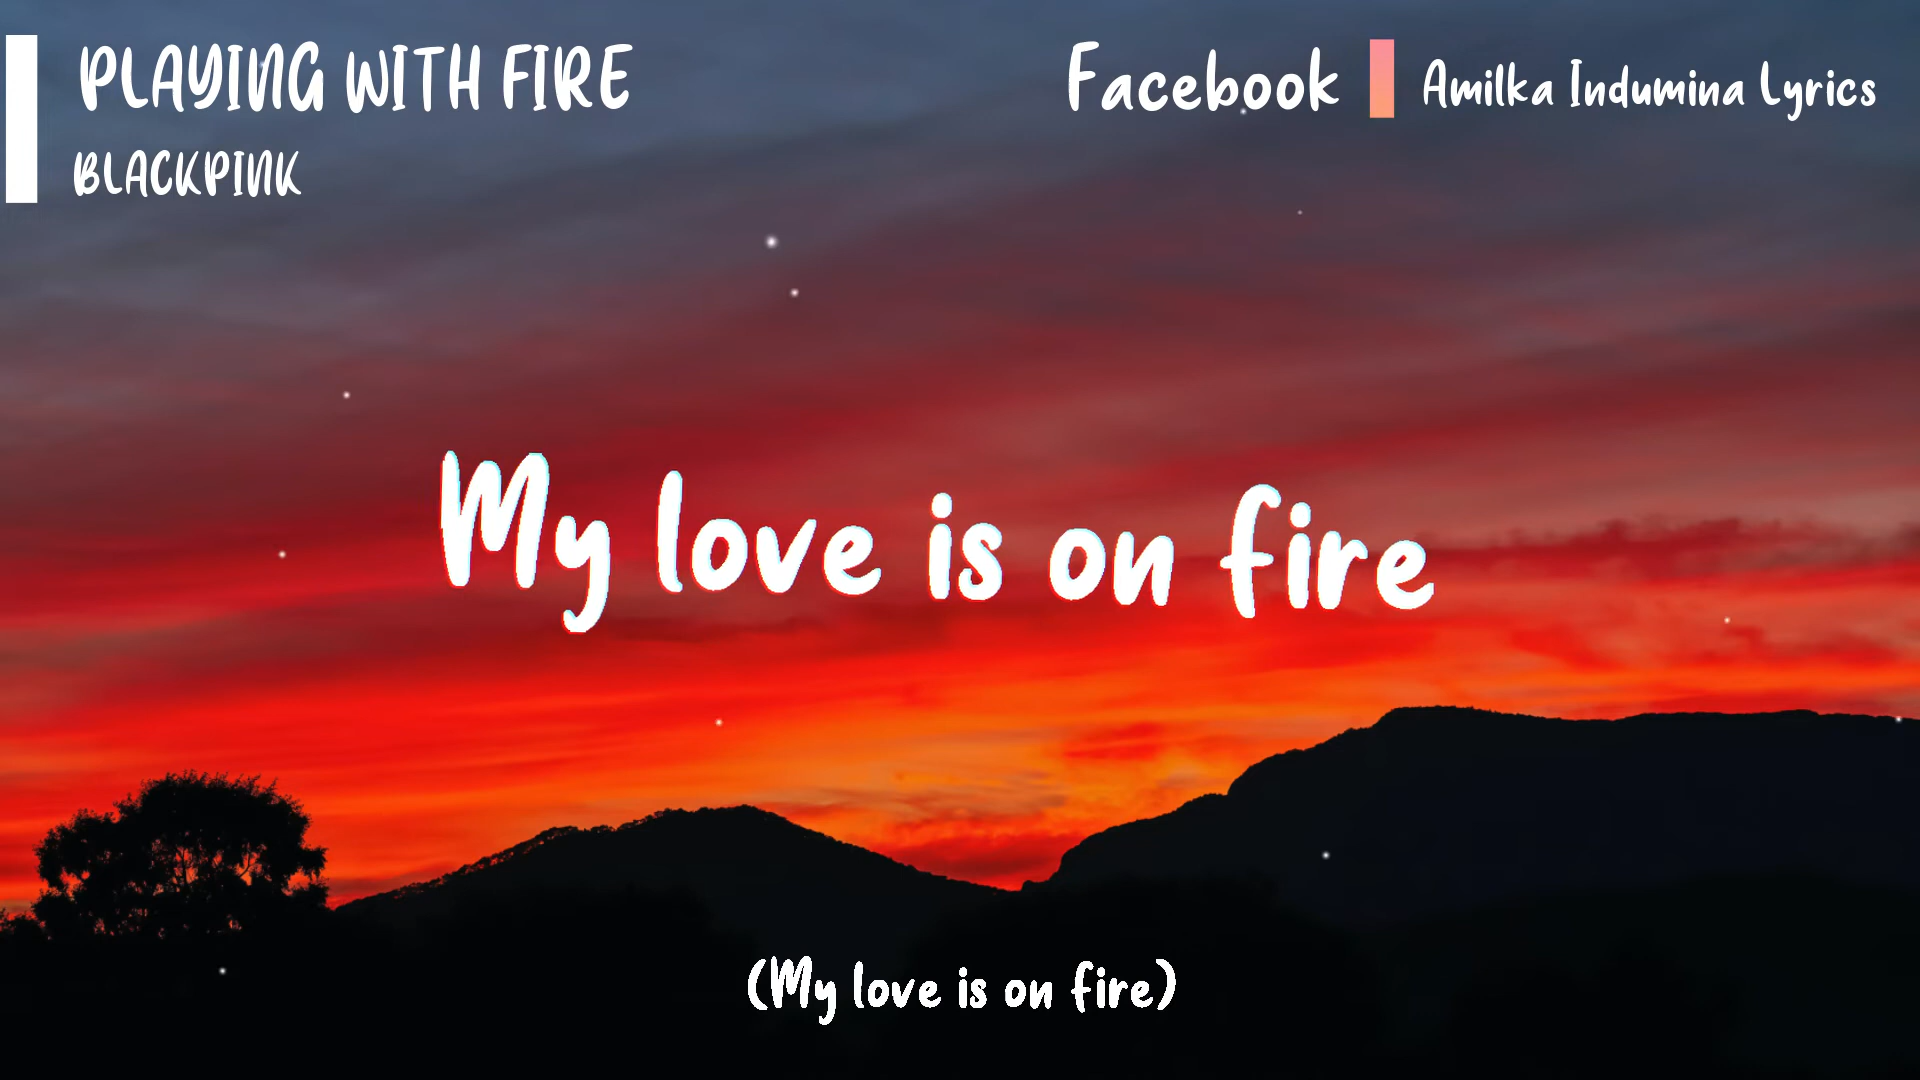 PLAYING WITH FIRE
BLACKPINK
Facebook
Amilka Indumina Lyrics
My love is on fire
(My love is on fire)